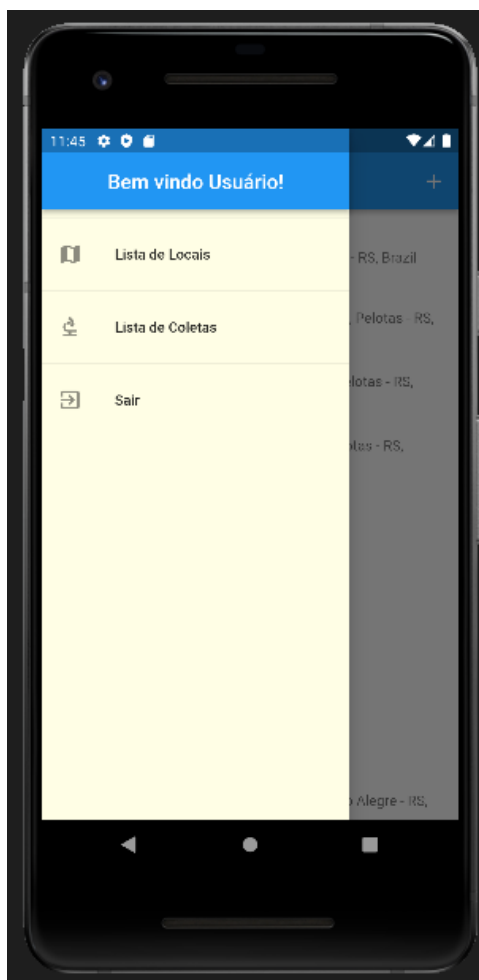 11:45
Bem vindo Usuário!
Lista de Locais
- RS, Brazil
Lista de Coletas
, Pelotas - RS,
elotas - RS,
Sair
otas - RS,
o Alegre - RS,